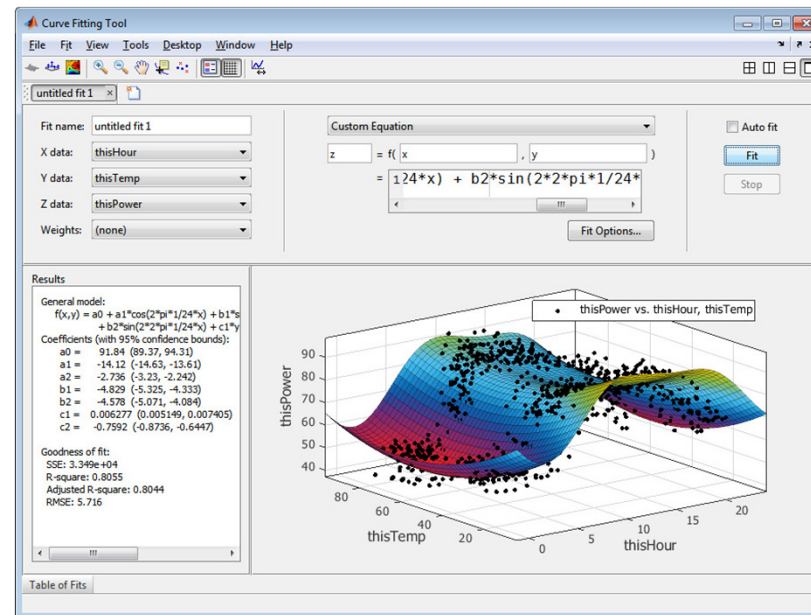 Curve Fitting Tool
File Fit View Tools Desktop Window Help
untitled fit 1
Fit name: untitled fit 1
X data: thisHour
Y data: thisTemp
Z data: thisPower
Weights: (none)
Custom Equation
z = f( x , y )
= 1 24*x) + b2*sin(2*2*pi*1/24*
Fit Options...
Auto fit
Fit
Stop
Results
General model:
f(x,y) = a0 + a1*cos(2*pi*1/24*x) + b1*s
+ b2*sin(2*2*pi*1/24*x) + c1*y
Coefficients (with 95% confidence bounds):
a0 = 91.84 (89.37, 94.31)
a1 = -14.12 (-14.63, -13.61)
a2 = -2.736 (-3.23, -2.242)
b1 = -4.829 (-5.325, -4.333)
b2 = -4.578 (-5.071, -4.084)
c1 = 0.006277 (0.005149, 0.007405)
c2 = -0.7592 (-0.8736, -0.6447)
Goodness of fit:
SSE: 3.349e+04
R-square: 0.8055
Adjusted R-square: 0.8044
RMSE: 5.716
thisPower vs. thisHour, thisTemp
thisPower
90
80
70
60
50
40
80
60
40
20
thisTemp
0
5
10
15
20
thisHour
Table of Fits